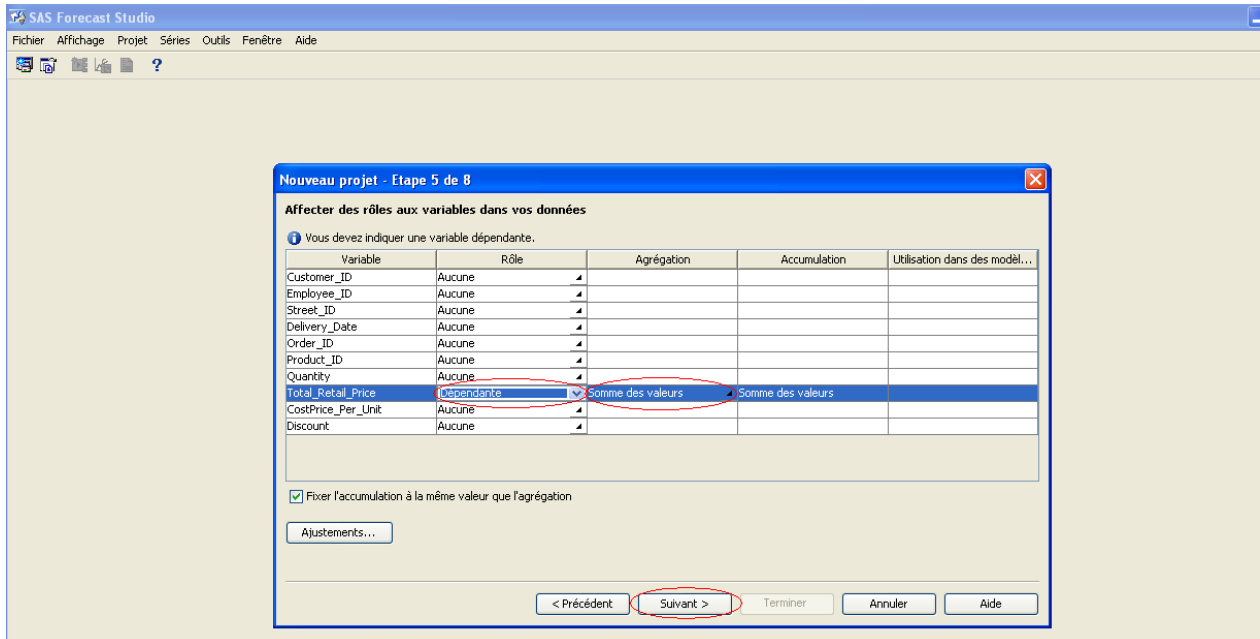 SAS Forecast Studio
Fichier Affichage Projet Séries Outils Fenêtre Aide
?
Nouveau projet - Etape 5 de 8
Affecter des rôles aux variables dans vos données
Vous devez indiquer une variable dépendante.
Variable Rôle Agrégation Accumulation Utilisation dans des modèl...
Customer_ID Aucune
Employee_ID Aucune
Street_ID Aucune
Delivery_Date Aucune
Order_ID Aucune
Product_ID Aucune
Quantity Aucune
Total_Retail_Price Dépendante Somme des valeurs Somme des valeurs
CostPrice_Per_Unit Aucune
Discount Aucune
Fixer l'accumulation à la même valeur que l'agrégation
Ajustements...
< Précédent Suivant > Terminer Annuler Aide